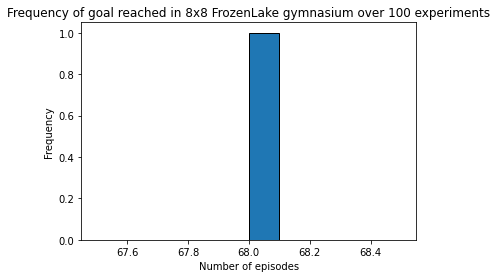 Frequency of goal reached in 8x8 FrozenLake gymnasium over 100 experiments
1.0
0.8
0.6
0.4
0.2
0.0
Frequency
67.6 67.8 68.0 68.2 68.4
Number of episodes